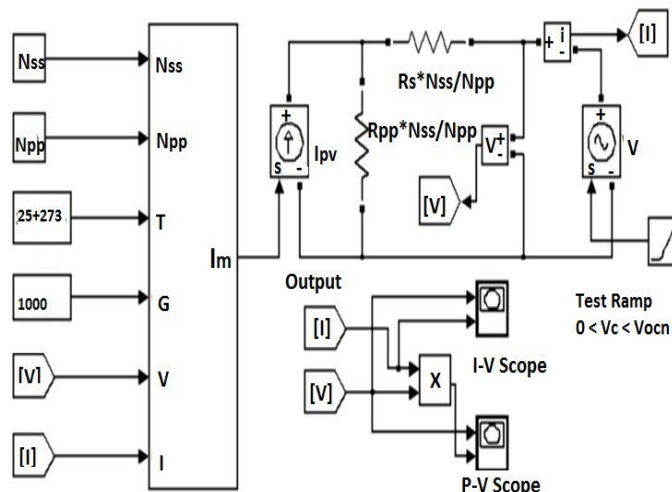 Nss
Nss
Npp
Npp
25+273
T
1000
G
[V]
V
[I]
I
Im
+
s
-
Ipv
Rs*Nss/Npp
Rpp*Nss/Npp
V
+
-
[V]
+
i
-
[I]
+
s
-
V
Test Ramp
0 < Vc < Vocn
Output
[I]
[V]
X
I-V Scope
P-V Scope